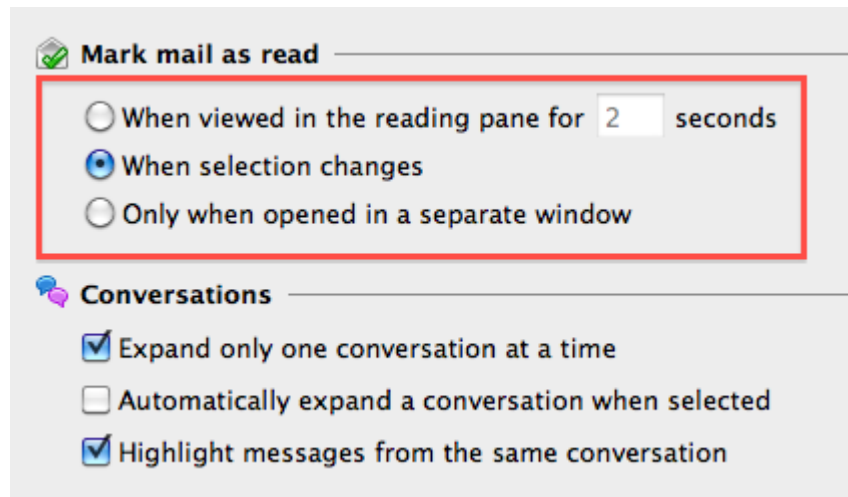 Mark mail as read
When viewed in the reading pane for 2 seconds
When selection changes
Only when opened in a separate window
Conversations
Expand only one conversation at a time
Automatically expand a conversation when selected
Highlight messages from the same conversation